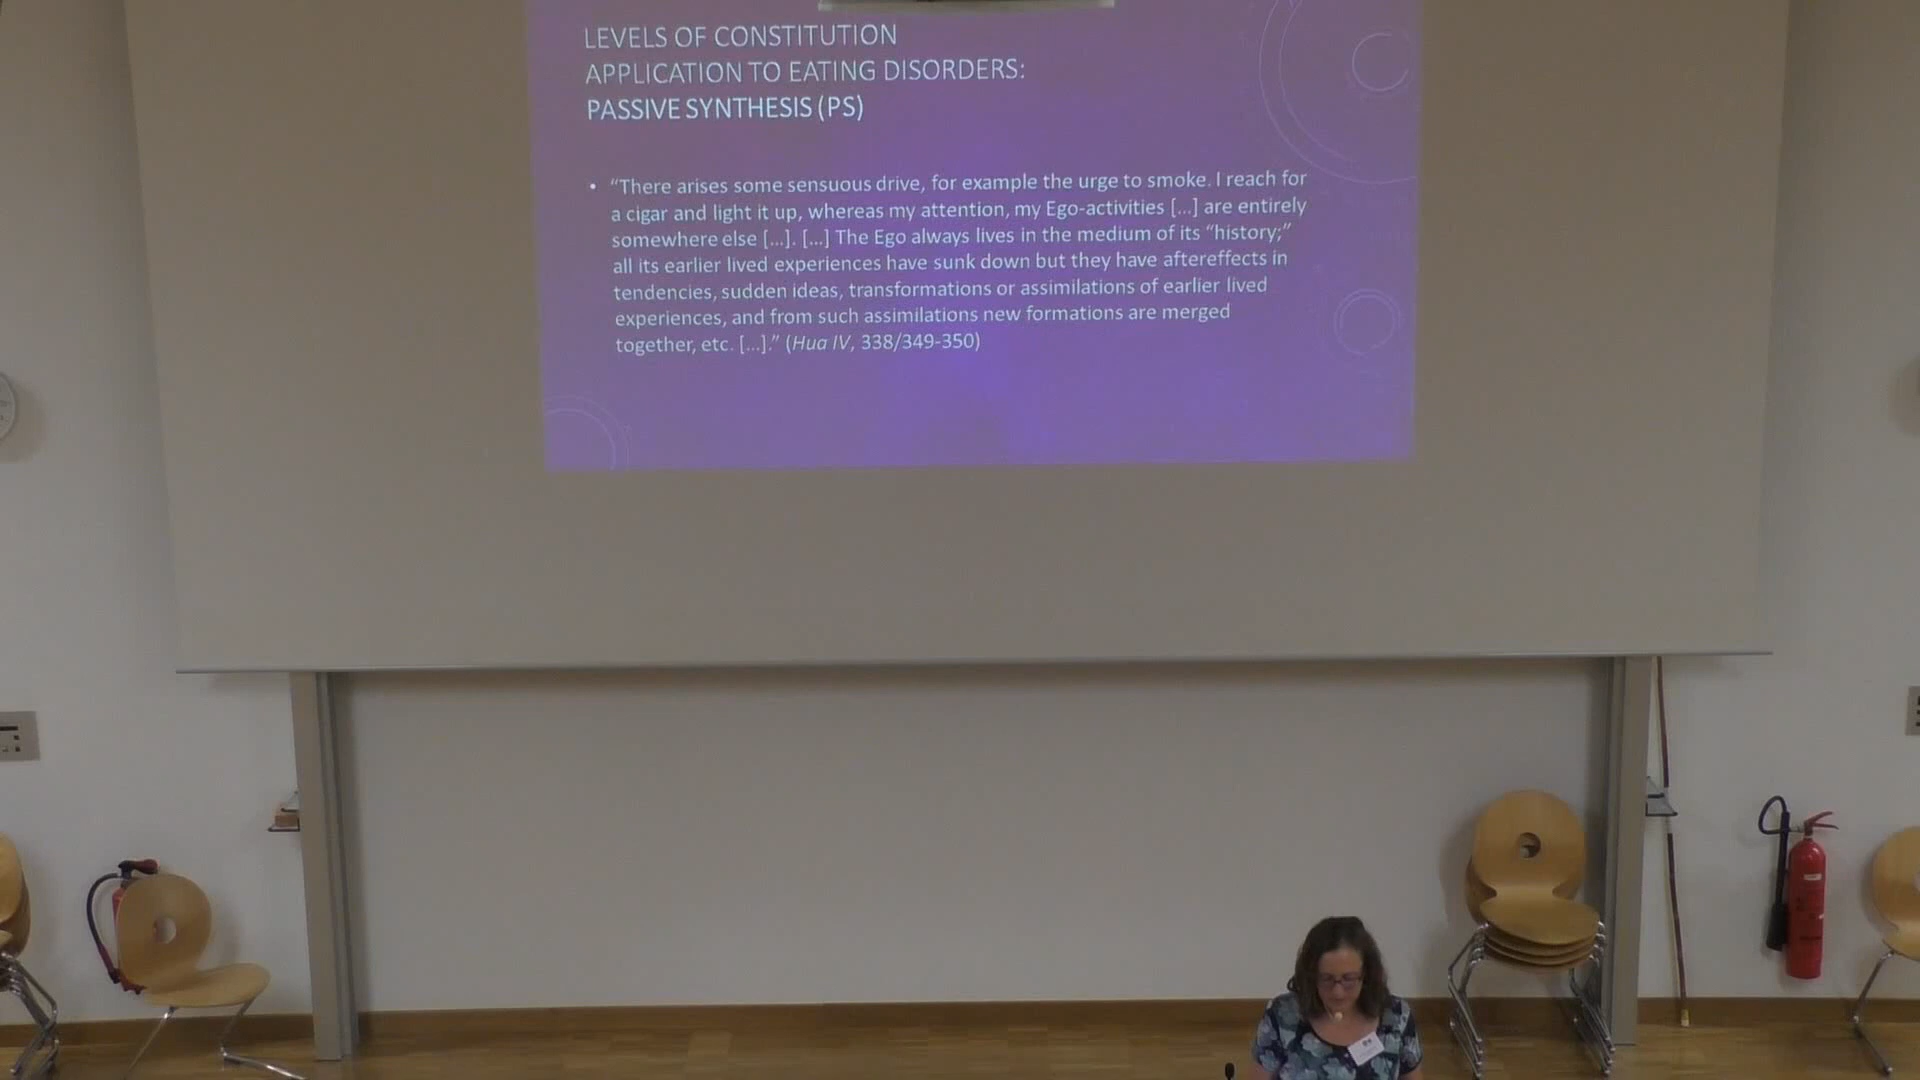 LEVELS OF CONSTITUTION
APPLICATION TO EATING DISORDERS:
PASSIVE SYNTHESIS (PS)
• “There arises some sensuous drive, for example the urge to smoke. I reach for
a cigar and light it up, whereas my attention, my Ego-activities [...] are entirely
somewhere else [...]. [...] The Ego always lives in the medium of its “history;”
all its earlier lived experiences have sunk down but they have aftereffects in
tendencies, sudden ideas, transformations or assimilations of earlier lived
experiences, and from such assimilations new formations are merged
together, etc. [...].” (Hua IV, 338/349-350)